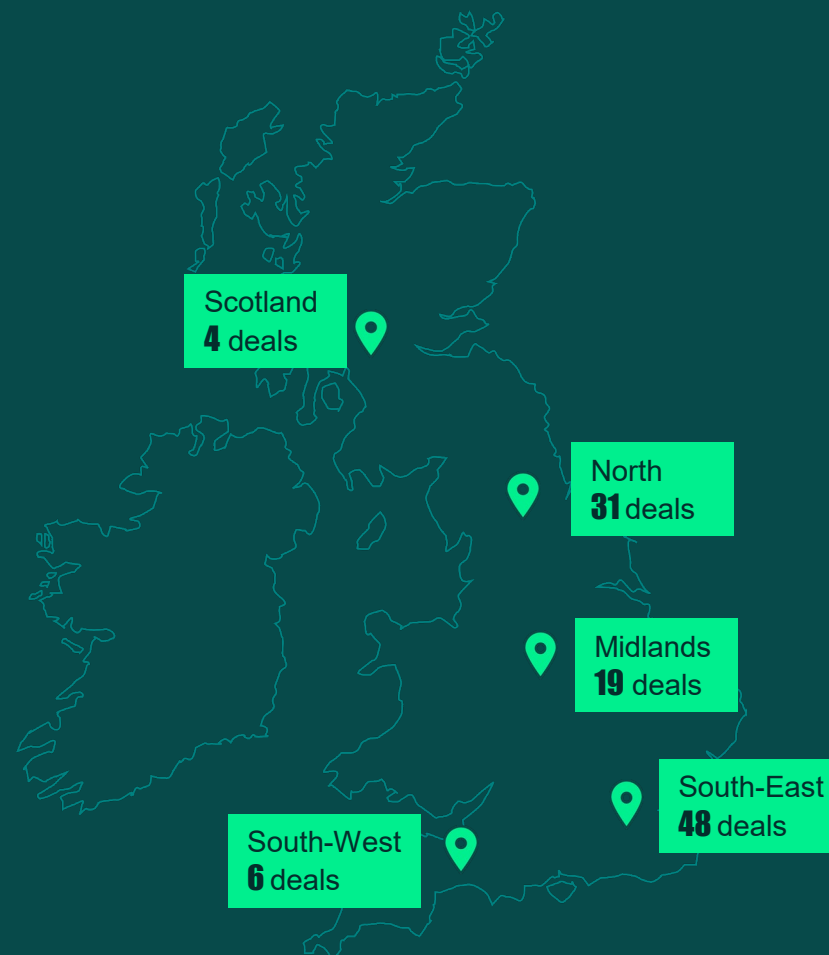 Scotland
4 deals
North
31 deals
Midlands
19 deals
South-East
48 deals
South-West
6 deals